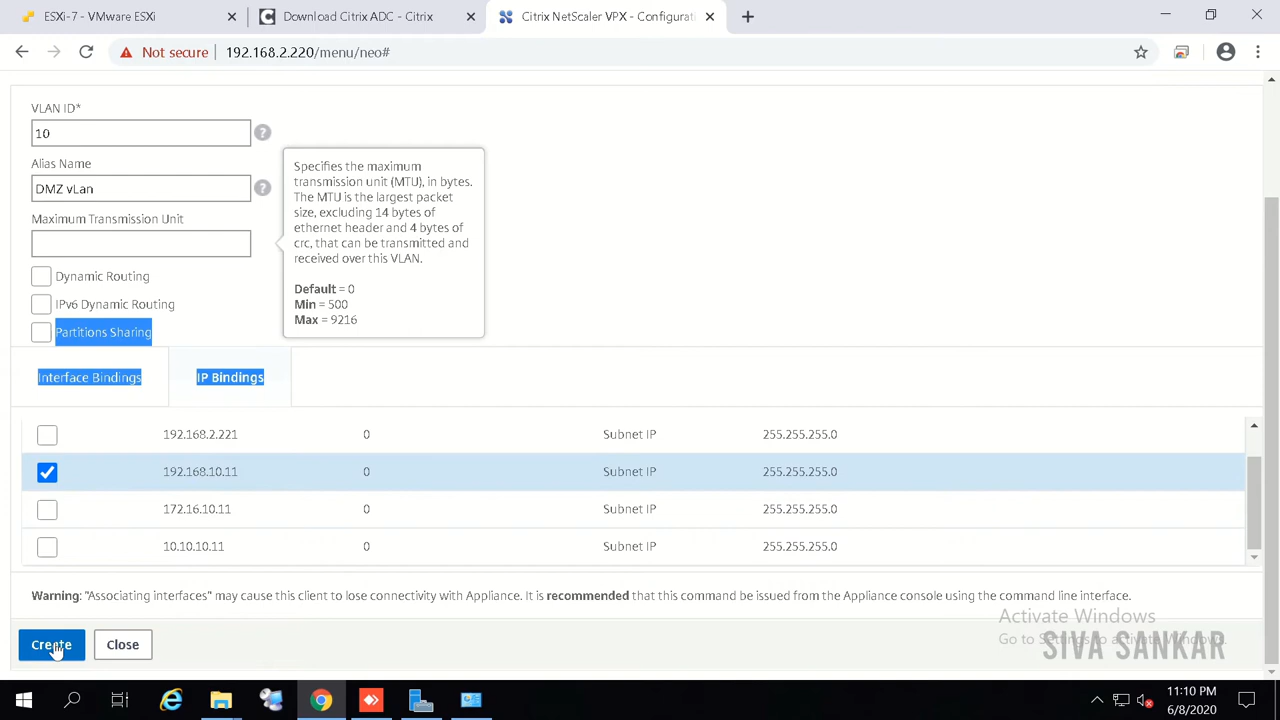 ESXi-7 - VMware ESXi
Download Citrix ADC - Citrix
Citrix NetScaler VPX - Configurati
Not secure
192.168.2.220/menu/neo#
VLAN ID*
10
Alias Name
DMZ vLan
Maximum Transmission Unit
Specifies the maximum
transmission unit (MTU), in bytes.
The MTU is the largest packet
size, excluding 14 bytes of
ethernet header and 4 bytes of
crc, that can be transmitted and
received over this VLAN.
Default = 0
Min = 500
Max = 9216
Dynamic Routing
IPv6 Dynamic Routing
Partitions Sharing
Interface Bindings
IP Bindings
192.168.2.221 0 Subnet IP 255.255.255.0
192.168.10.11 0 Subnet IP 255.255.255.0
172.16.10.11 0 Subnet IP 255.255.255.0
10.10.10.11 0 Subnet IP 255.255.255.0
Warning: "Associating interfaces" may cause this client to lose connectivity with Appliance. It is recommended that this command be issued from the Appliance console using the command line interface.
Activate Windows
Go to Settings to activate Windows.
SIVA SANKAR
Create
Close
11:10 PM
6/8/2020